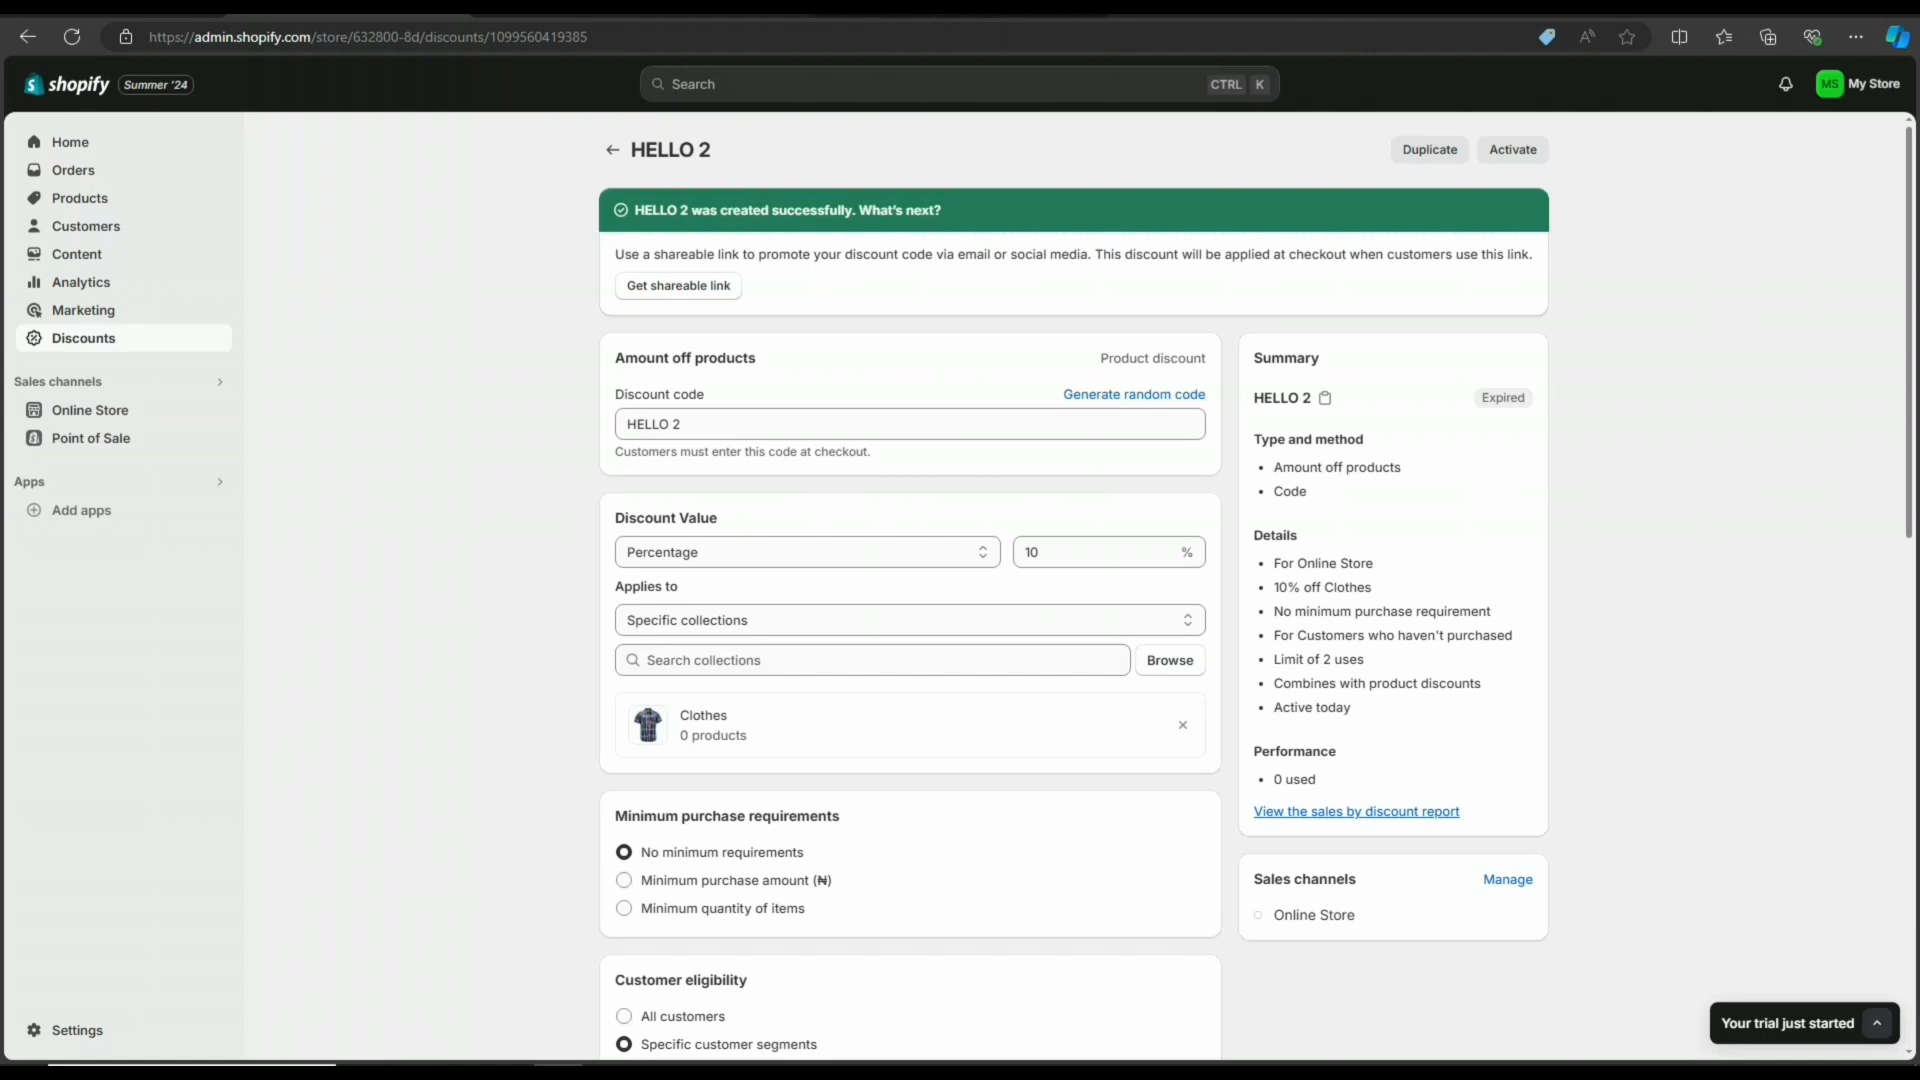 https://admin.shopify.com/store/632800-8d/discounts/1099560419385
shopify Summer '24
Search CTRL K
MS My Store
Home
Orders
Products
Customers
Content
Analytics
Marketing
Discounts
Sales channels
Online Store
Point of Sale
Apps
Add apps
Settings
HELLO 2
Duplicate Activate
HELLO 2 was created successfully. What's next?
Use a shareable link to promote your discount code via email or social media. This discount will be applied at checkout when customers use this link.
Get shareable link
Amount off products Product discount
Discount code Generate random code
HELLO 2
Customers must enter this code at checkout.
Discount Value
Percentage 10 %
Applies to
Specific collections
Search collections Browse
Clothes
0 products
Minimum purchase requirements
No minimum requirements
Minimum purchase amount (₦)
Minimum quantity of items
Customer eligibility
All customers
Specific customer segments
Summary
HELLO 2 Expired
Type and method
• Amount off products
• Code
Details
• For Online Store
• 10% off Clothes
• No minimum purchase requirement
• For Customers who haven't purchased
• Limit of 2 uses
• Combines with product discounts
• Active today
Performance
• 0 used
View the sales by discount report
Sales channels Manage
Online Store
Your trial just started